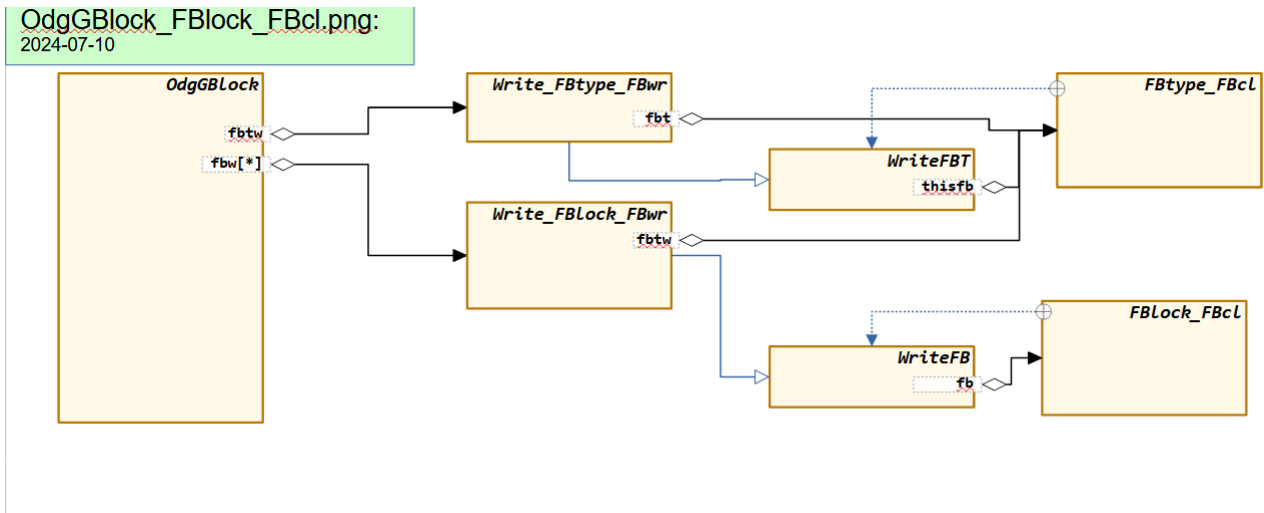 OdgGBlock_FBlock_FBcl.png:
2024-07-10
OdgGBlock
fbtw
fbw[*]
Write_FBtype_FBwr
fbt
FBtype_FBcl
WriteFBT
thisfb
Write_FBlock_FBwr
fbtw
FBlock_FBcl
WriteFB
fb